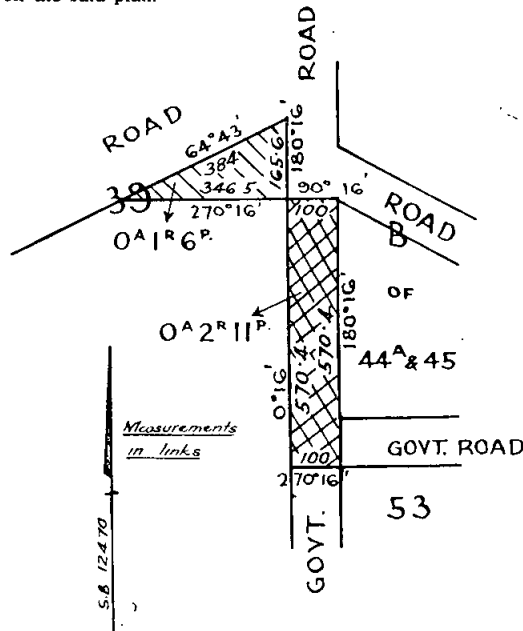 on the said plan.
ROAD
ROAD
64°43'
384
346 5
165.6'
180°16'
39
270°16'
90° 16'
100
0ᴬ 1ᴿ 6ᴾ.
ROAD
B
OF
44ᴬ & 45
0ᴬ 2ᴿ 11ᴾ.
570.4
570.4
180°16'
0°16'
Measurements
in links
GOVT. ROAD
100
270°16'
53
GOVT.
S.B 12470